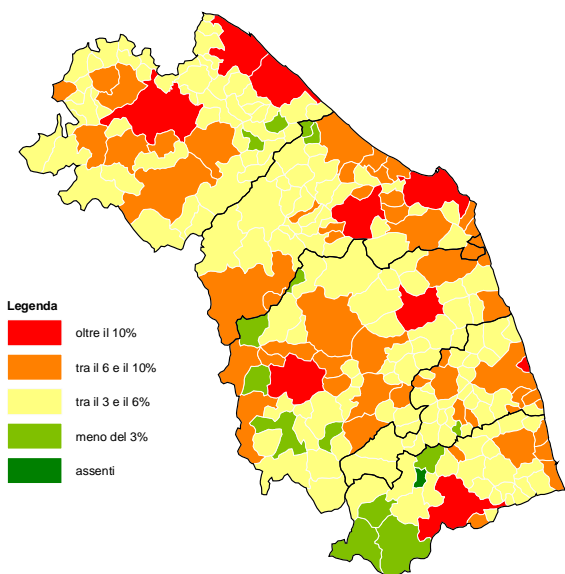 Legenda
oltre il 10%
tra il 6 e il 10%
tra il 3 e il 6%
meno del 3%
assenti